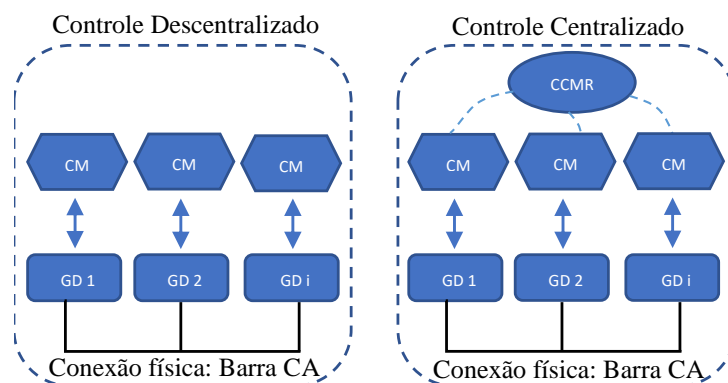 Controle Descentralizado
CM
CM
CM
GD 1
GD 2
GD i
Conexão física: Barra CA
Controle Centralizado
CCMR
CM
CM
CM
GD 1
GD 2
GD i
Conexão física: Barra CA